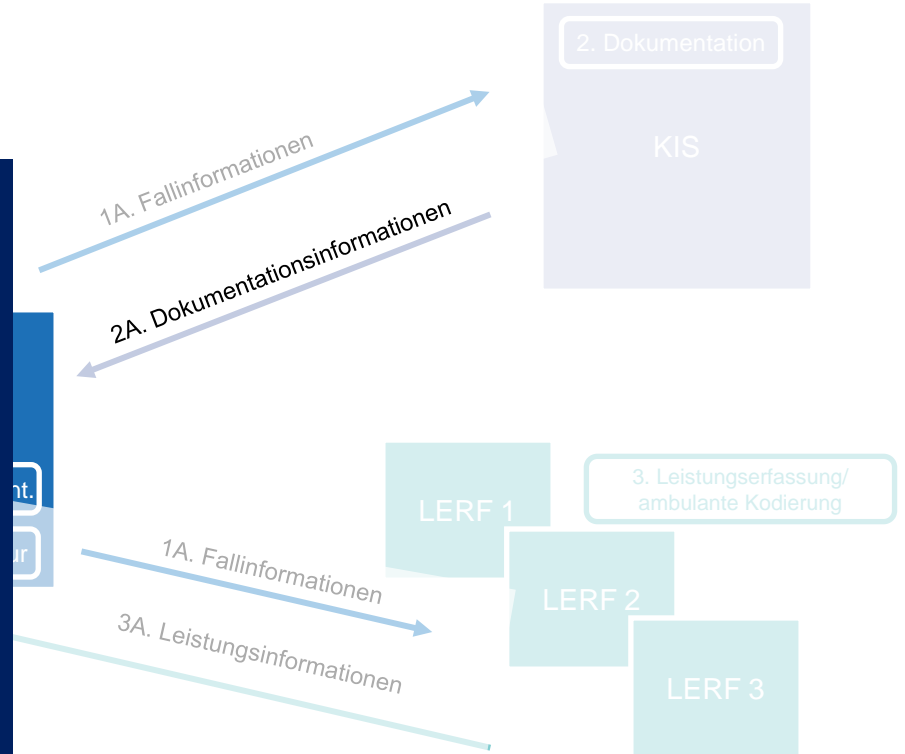 2. Dokumentation
KIS
1A. Fallinformationen
2A. Dokumentationsinformationen
nt.
ur
LERF 1
3. Leistungserfassung/
ambulante Kodierung
1A. Fallinformationen
LERF 2
3A. Leistungsinformationen
LERF 3